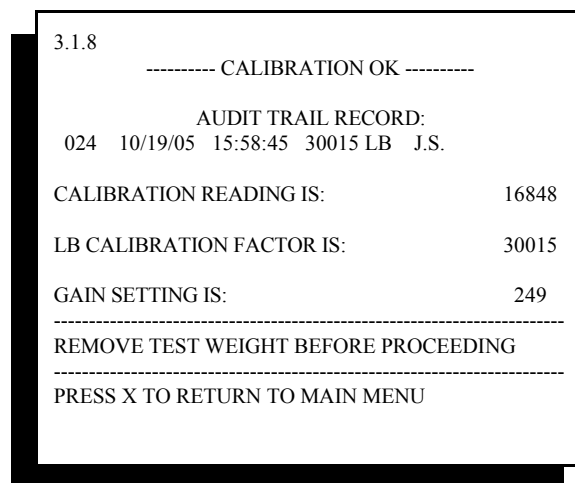 3.1.8
---------- CALIBRATION OK ----------
AUDIT TRAIL RECORD:
024 10/19/05 15:58:45 30015 LB J.S.
CALIBRATION READING IS: 16848
LB CALIBRATION FACTOR IS: 30015
GAIN SETTING IS: 249
-------------------------------------------------------------------------
REMOVE TEST WEIGHT BEFORE PROCEEDING
-------------------------------------------------------------------------
PRESS X TO RETURN TO MAIN MENU